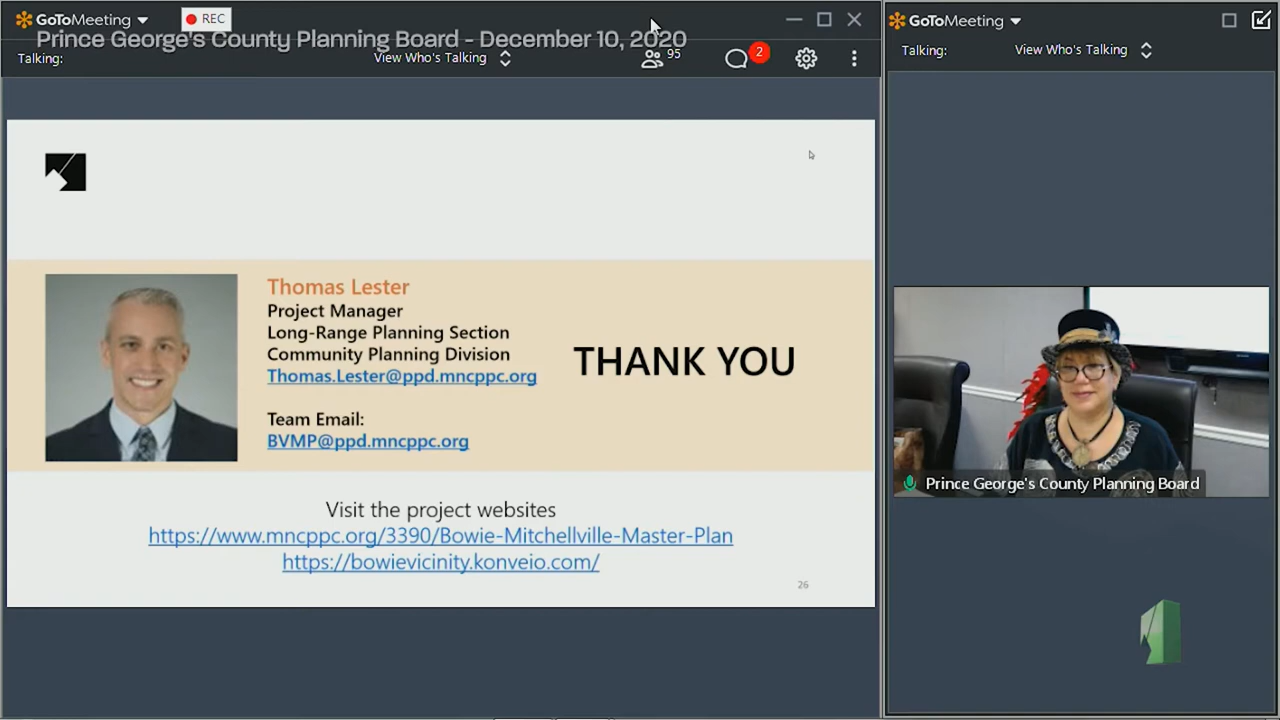 GoToMeeting
REC
Prince George's County Planning Board - December 10, 2020
Talking:
View Who's Talking
95
2
Thomas Lester
Project Manager
Long-Range Planning Section
Community Planning Division
Thomas.Lester@ppd.mncppc.org
THANK YOU
Team Email:
BVMP@ppd.mncppc.org
Visit the project websites
https://www.mncppc.org/3390/Bowie-Mitchellville-Master-Plan
https://bowievicinity.konveio.com/
26
GoToMeeting
Talking:
View Who's Talking
Prince George's County Planning Board